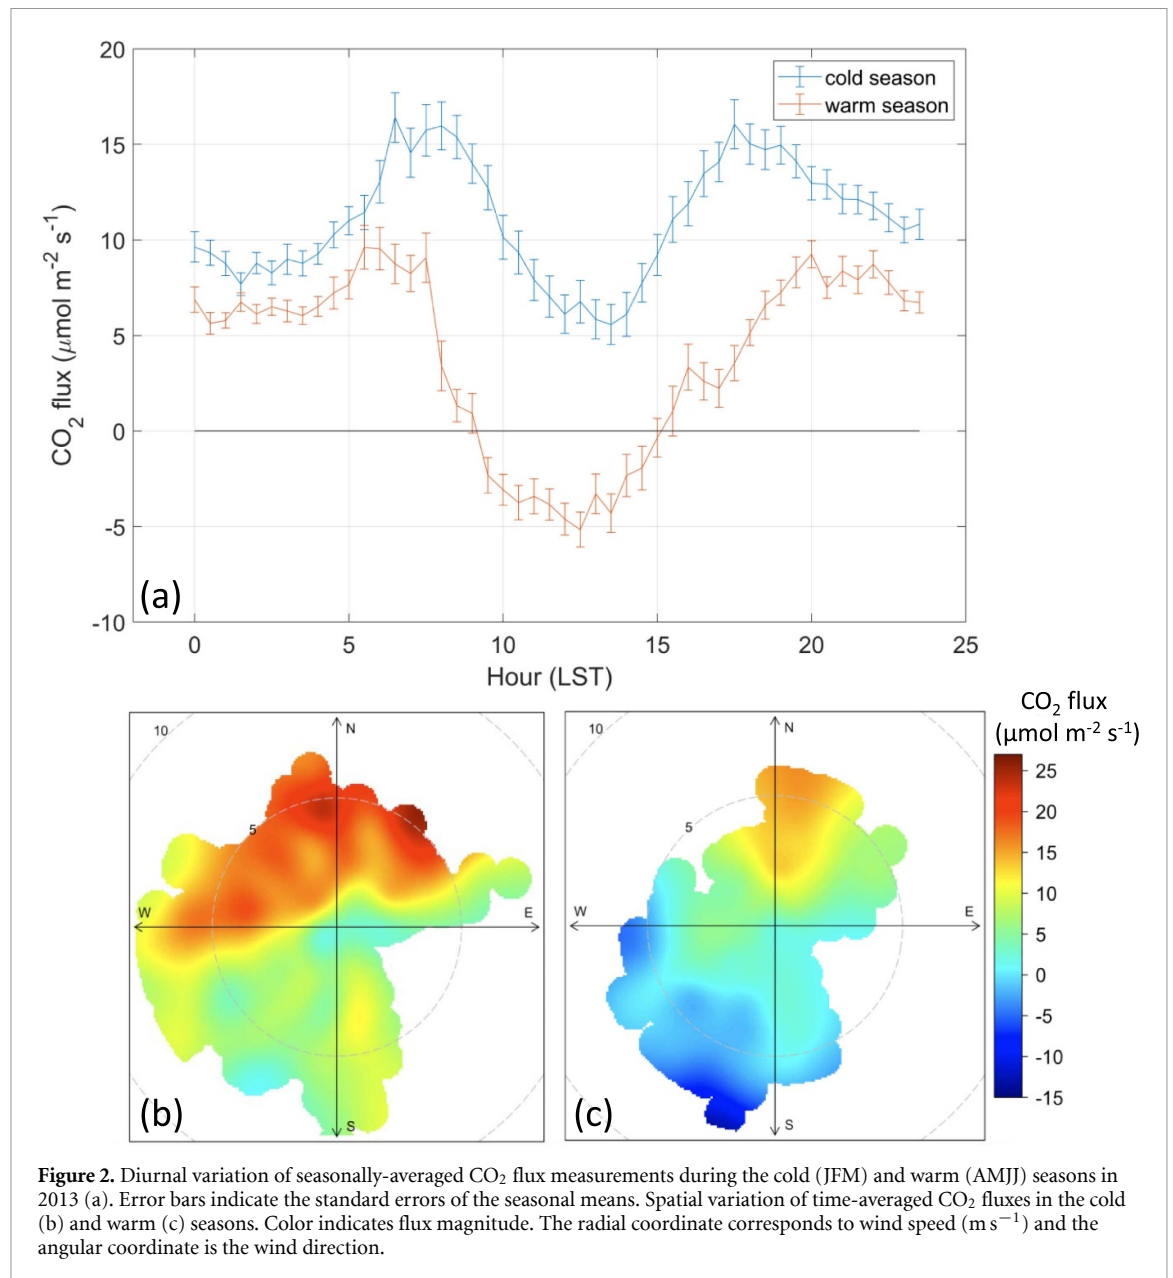 20
15
10
5
0
-5
-10
CO2 flux (μmol m-2 s-1)
cold season
warm season
(a)
0 5 10 15 20 25
Hour (LST)
CO2 flux
(μmol m-2 s-1)
10
N
5
W
E
S
(b)
10
N
5
W
E
S
(c)
25
20
15
10
5
0
-5
-10
-15
Figure 2. Diurnal variation of seasonally-averaged CO2 flux measurements during the cold (JFM) and warm (AMJJ) seasons in
2013 (a). Error bars indicate the standard errors of the seasonal means. Spatial variation of time-averaged CO2 fluxes in the cold
(b) and warm (c) seasons. Color indicates flux magnitude. The radial coordinate corresponds to wind speed (m s−1) and the
angular coordinate is the wind direction.